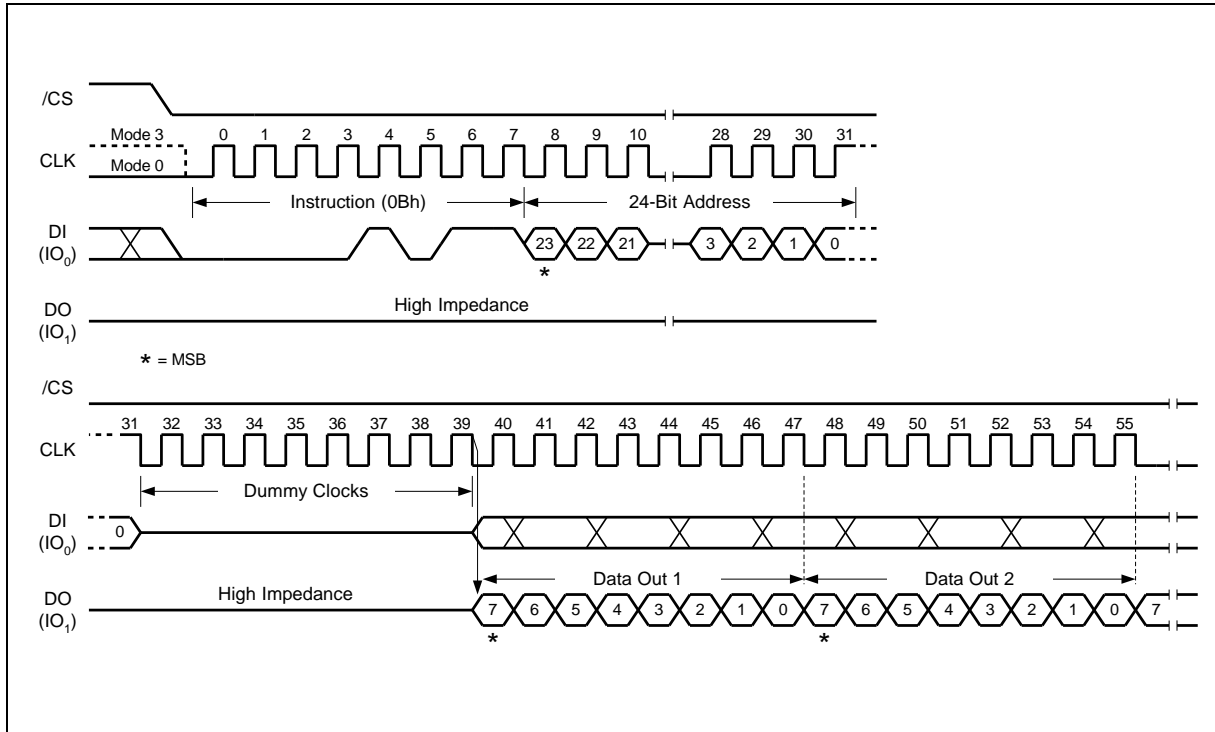 /CS
Mode 3 0 1 2 3 4 5 6 7 8 9 10 28 29 30 31
CLK
Mode 0
Instruction (0Bh) 24-Bit Address
DI
(IO0)
23 22 21 3 2 1 0
*
High Impedance
DO
(IO1)
* = MSB
/CS
31 32 33 34 35 36 37 38 39 40 41 42 43 44 45 46 47 48 49 50 51 52 53 54 55
CLK
Dummy Clocks
DI
(IO0)
0
High Impedance Data Out 1 Data Out 2
DO
(IO1)
7 6 5 4 3 2 1 0 7 6 5 4 3 2 1 0 7
* *